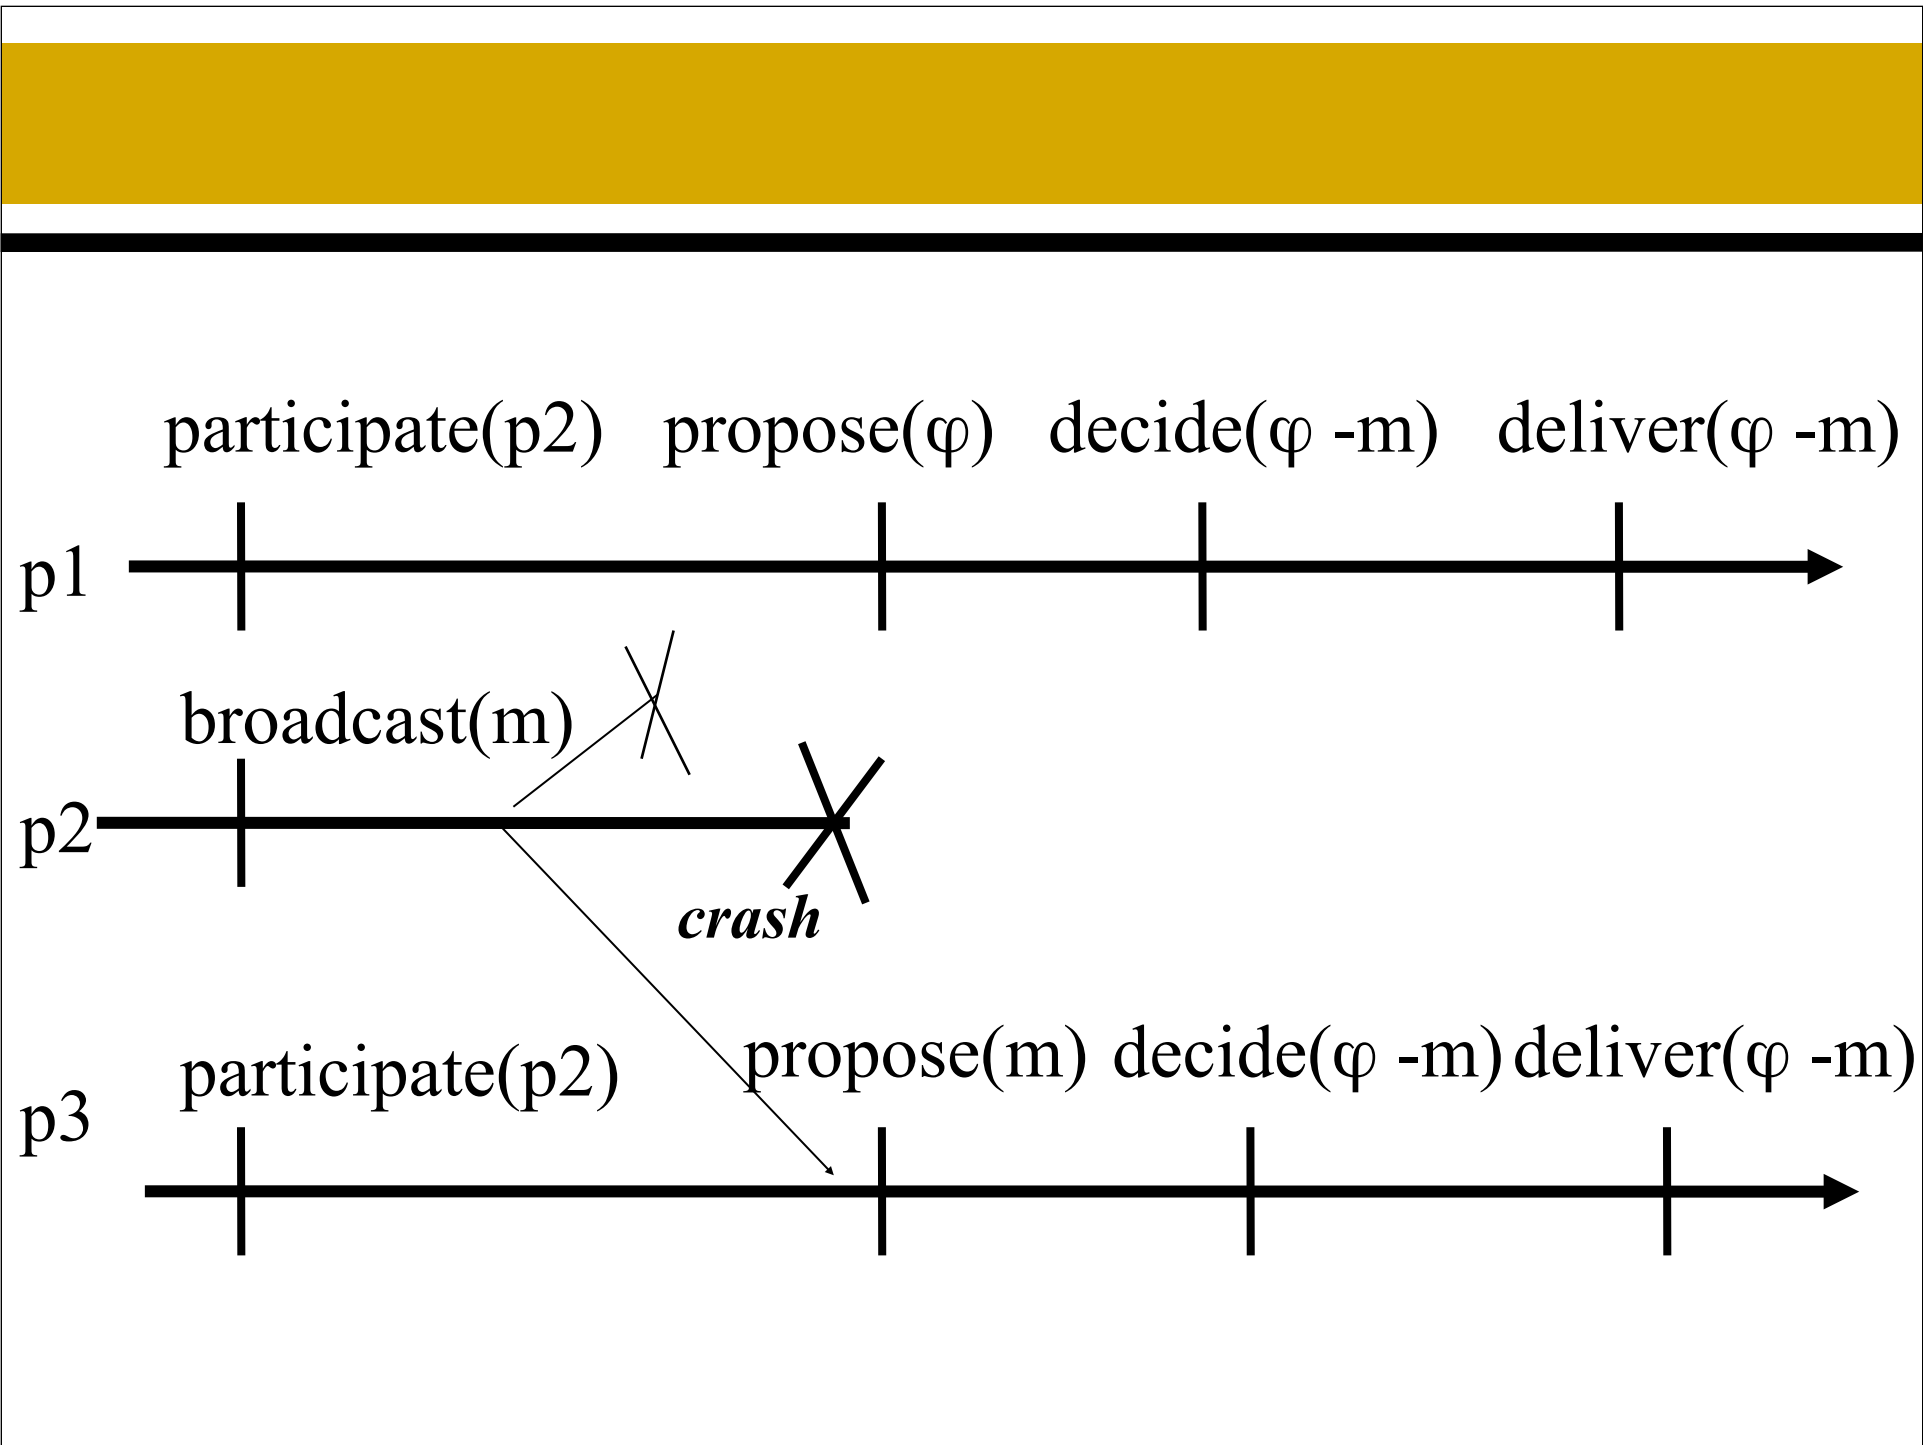 participate(p2) propose(φ) decide(φ -m) deliver(φ -m)
p1
broadcast(m)
p2
crash
propose(m) decide(φ -m) deliver(φ -m)
participate(p2)
p3